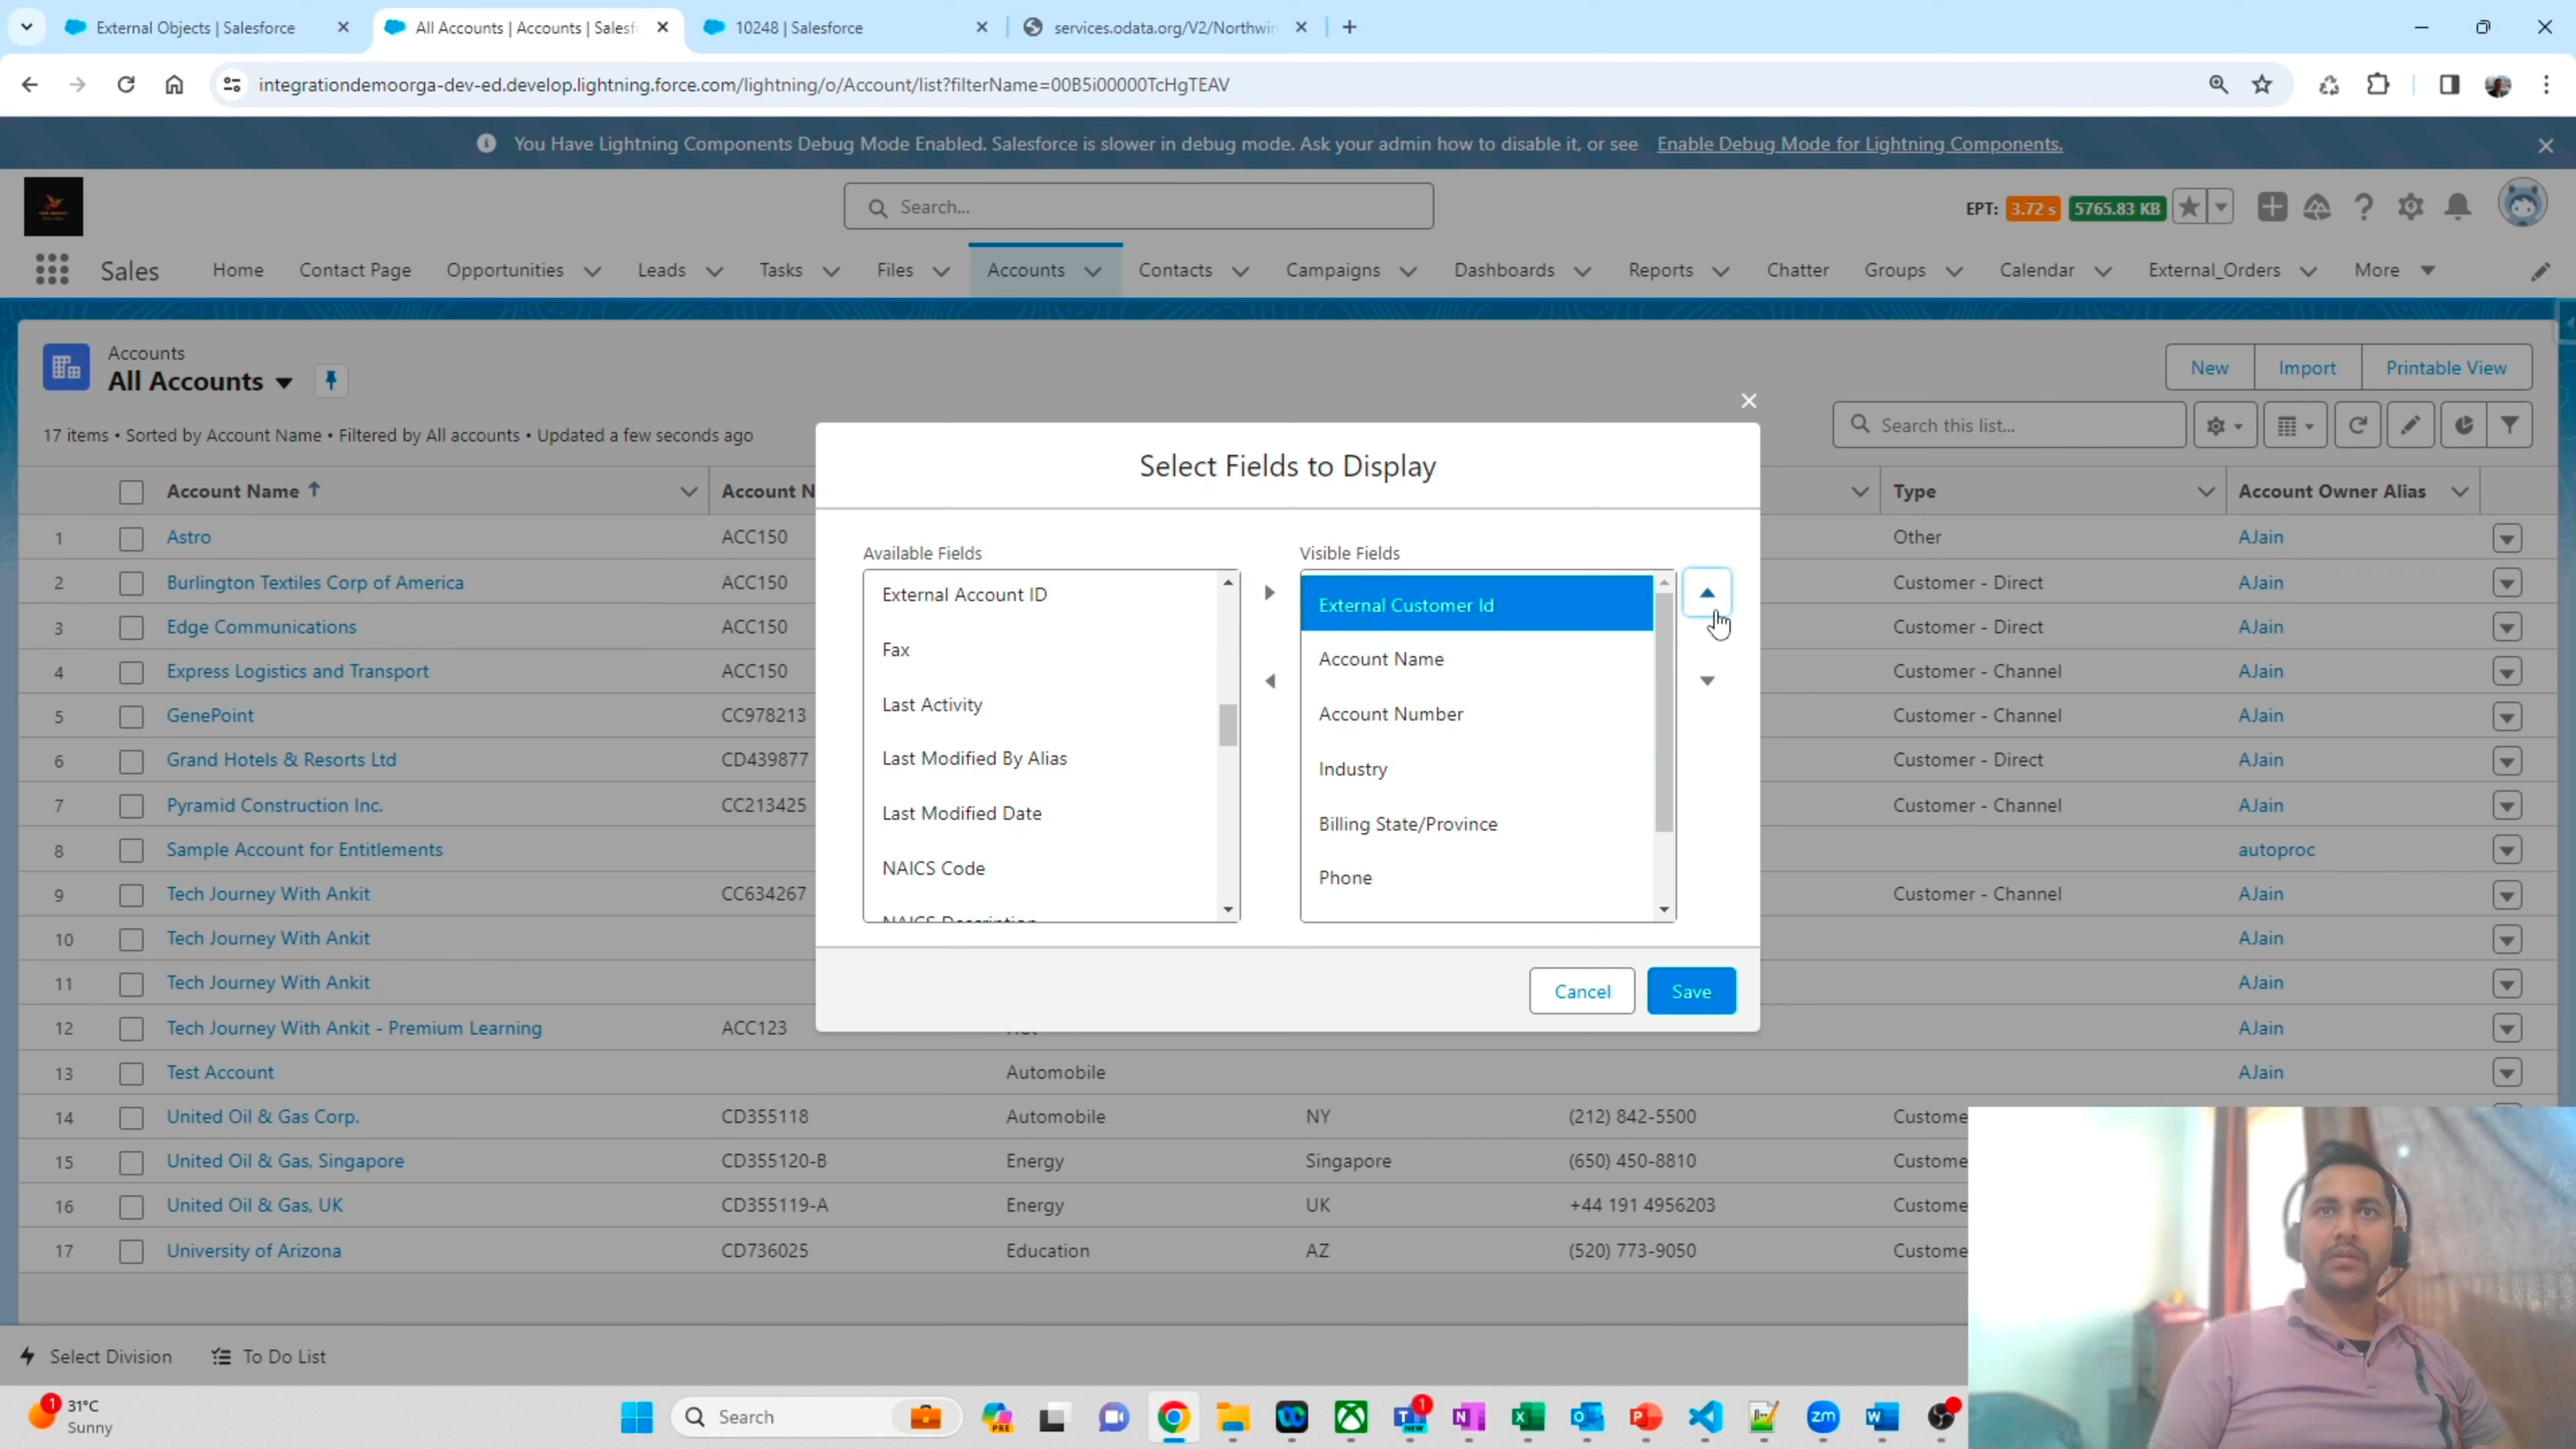 External Objects | Salesforce
All Accounts | Accounts | Salesfo
10248 | Salesforce
services.odata.org/V2/Northwin
integrationdemoorga-dev-ed.develop.lightning.force.com/lightning/o/Account/list?filterName=00B5i00000TcHgTEAV
You Have Lightning Components Debug Mode Enabled. Salesforce is slower in debug mode. Ask your admin how to disable it, or see Enable Debug Mode for Lightning Components.
Search...
EPT: 3.72 s 5765.83 KB
Sales Home Contact Page Opportunities Leads Tasks Files Accounts Contacts Campaigns Dashboards Reports Chatter Groups Calendar External_Orders More
Accounts
All Accounts
New Import Printable View
17 items • Sorted by Account Name • Filtered by All accounts • Updated a few seconds ago
Search this list...
Account Name Account N Type Account Owner Alias
1 Astro ACC150 Other AJain
2 Burlington Textiles Corp of America ACC150 Customer - Direct AJain
3 Edge Communications ACC150 Customer - Direct AJain
4 Express Logistics and Transport ACC150 Customer - Channel AJain
5 GenePoint CC978213 Customer - Channel AJain
6 Grand Hotels & Resorts Ltd CD439877 Customer - Direct AJain
7 Pyramid Construction Inc. CC213425 Customer - Channel AJain
8 Sample Account for Entitlements autoproc
9 Tech Journey With Ankit CC634267 Customer - Channel AJain
10 Tech Journey With Ankit AJain
11 Tech Journey With Ankit AJain
12 Tech Journey With Ankit - Premium Learning ACC123 AJain
13 Test Account Automobile AJain
14 United Oil & Gas Corp. CD355118 Automobile NY (212) 842-5500 Custome
15 United Oil & Gas, Singapore CD355120-B Energy Singapore (650) 450-8810 Custome
16 United Oil & Gas, UK CD355119-A Energy UK +44 191 4956203 Custome
17 University of Arizona CD736025 Education AZ (520) 773-9050 Custome
Select Fields to Display
Available Fields
External Account ID
Fax
Last Activity
Last Modified By Alias
Last Modified Date
NAICS Code
NAICS Description
Visible Fields
External Customer Id
Account Name
Account Number
Industry
Billing State/Province
Phone
Cancel Save
Select Division To Do List
1
31°C
Sunny
Search
PRE
1
NEW
zm